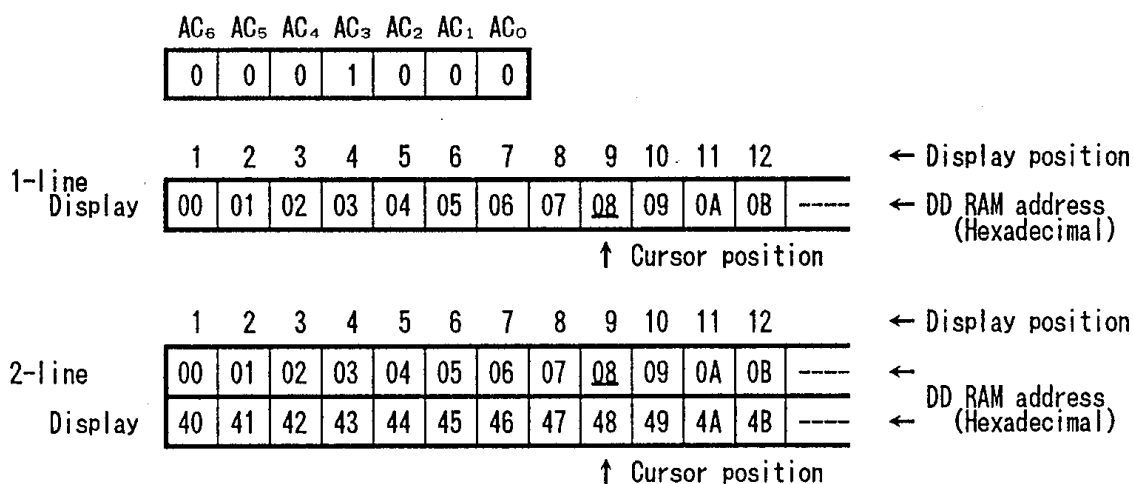 AC₆ AC₅ AC₄ AC₃ AC₂ AC₁ AC₀
0 0 0 1 0 0 0
1 2 3 4 5 6 7 8 9 10 11 12 ← Display position
1-line
Display 00 01 02 03 04 05 06 07 08 09 0A 0B ----- ← DD RAM address
(Hexadecimal)
↑ Cursor position
1 2 3 4 5 6 7 8 9 10 11 12 ← Display position
2-line 00 01 02 03 04 05 06 07 08 09 0A 0B ----- ←
DD RAM address
Display 40 41 42 43 44 45 46 47 48 49 4A 4B ----- ← (Hexadecimal)
↑ Cursor position